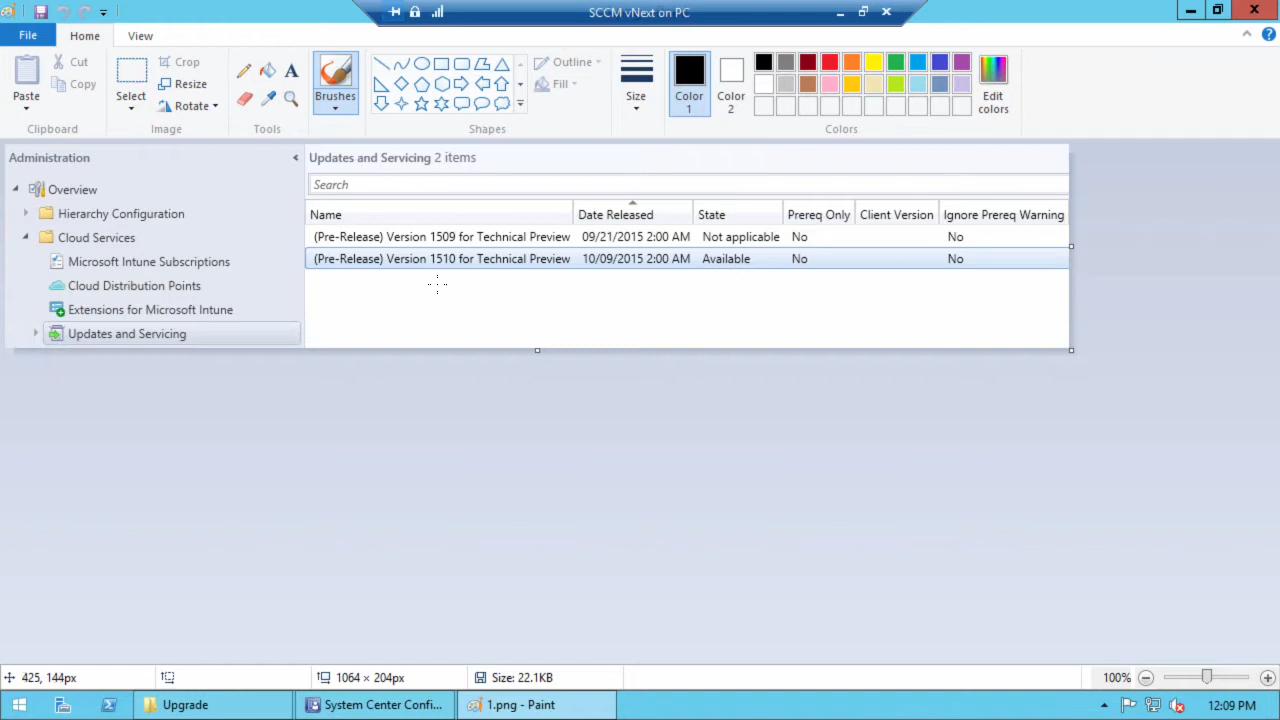 SCCM vNext on PC
File Home View
Paste
Cut
Copy
Clipboard
Select
Crop
Resize
Rotate
Image
A
Tools
Brushes
Shapes
Outline
Fill
Size
Color 1
Color 2
Edit colors
Colors
Administration
Overview
Hierarchy Configuration
Cloud Services
Microsoft Intune Subscriptions
Cloud Distribution Points
Extensions for Microsoft Intune
Updates and Servicing
Updates and Servicing 2 items
Search
Name Date Released State Prereq Only Client Version Ignore Prereq Warning
(Pre-Release) Version 1509 for Technical Preview 09/21/2015 2:00 AM Not applicable No No
(Pre-Release) Version 1510 for Technical Preview 10/09/2015 2:00 AM Available No No
425, 144px 1064 × 204px Size: 22.1KB 100%
Upgrade System Center Confi... 1.png - Paint 12:09 PM